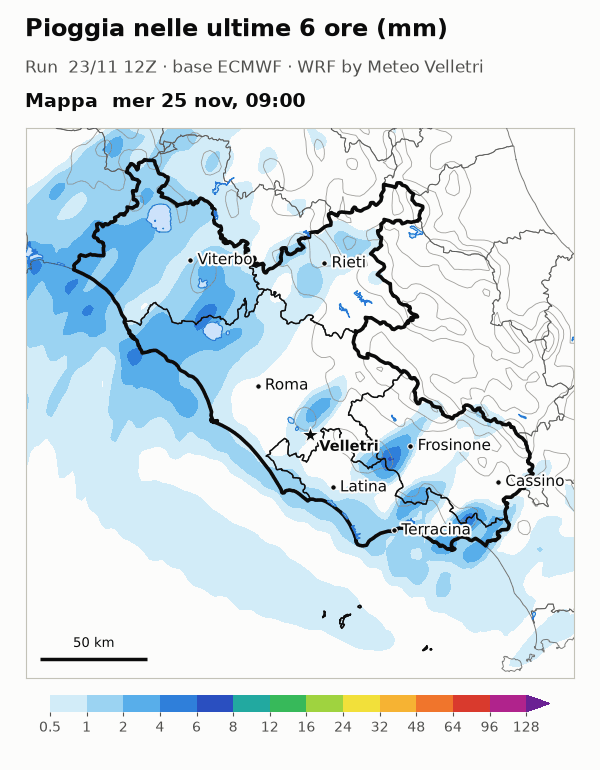 Pioggia nelle ultime 6 ore (mm)
Run  23/11 12Z · base ECMWF · WRF by Meteo Velletri
Mappa  mer 25 nov, 09:00
Viterbo
Rieti
Roma
Velletri
Frosinone
Latina
Cassino
Terracina
50 km
0.5 1 2 4 6 8 12 16 24 32 48 64 96 128